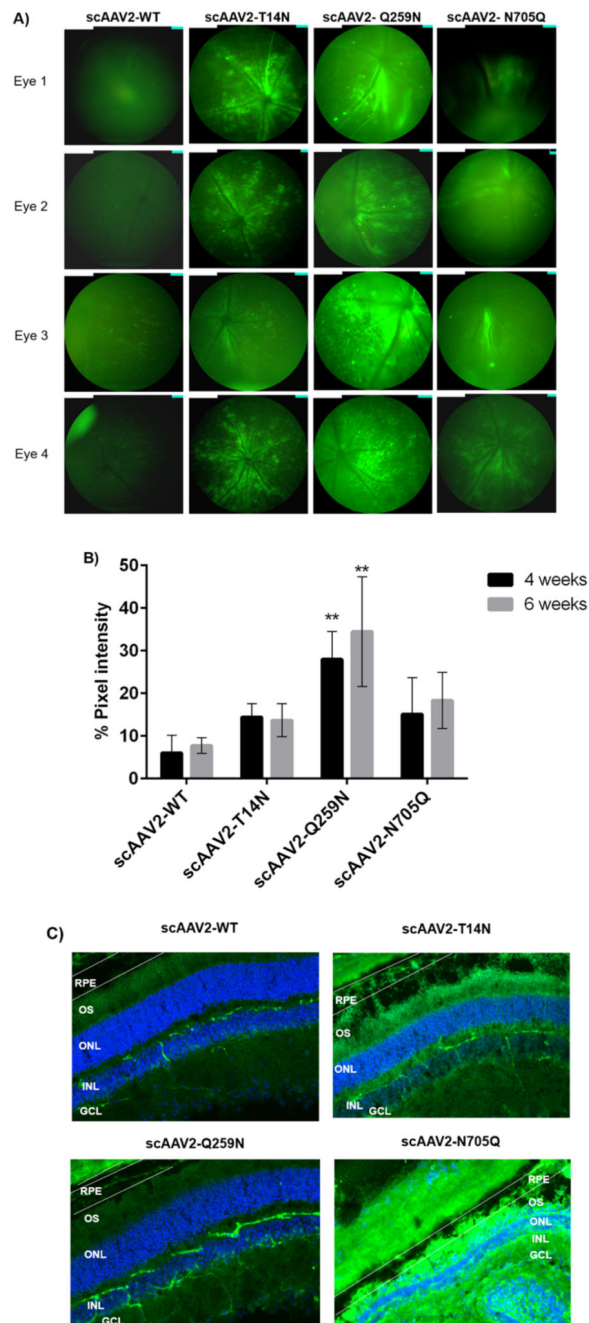 A)
scAAV2-WT scAAV2-T14N scAAV2- Q259N scAAV2- N705Q
Eye 1
Eye 2
Eye 3
Eye 4
B)
% Pixel intensity
50
40
30
20
10
0
** **
4 weeks
6 weeks
scAAV2-WT
scAAV2-T14N
scAAV2-Q259N
scAAV2-N705Q
C)
scAAV2-WT
RPE
OS
ONL
INL
GCL
scAAV2-T14N
RPE
OS
ONL
INL
GCL
scAAV2-Q259N
RPE
OS
ONL
INL
GCL
scAAV2-N705Q
RPE
OS
ONL
INL
GCL